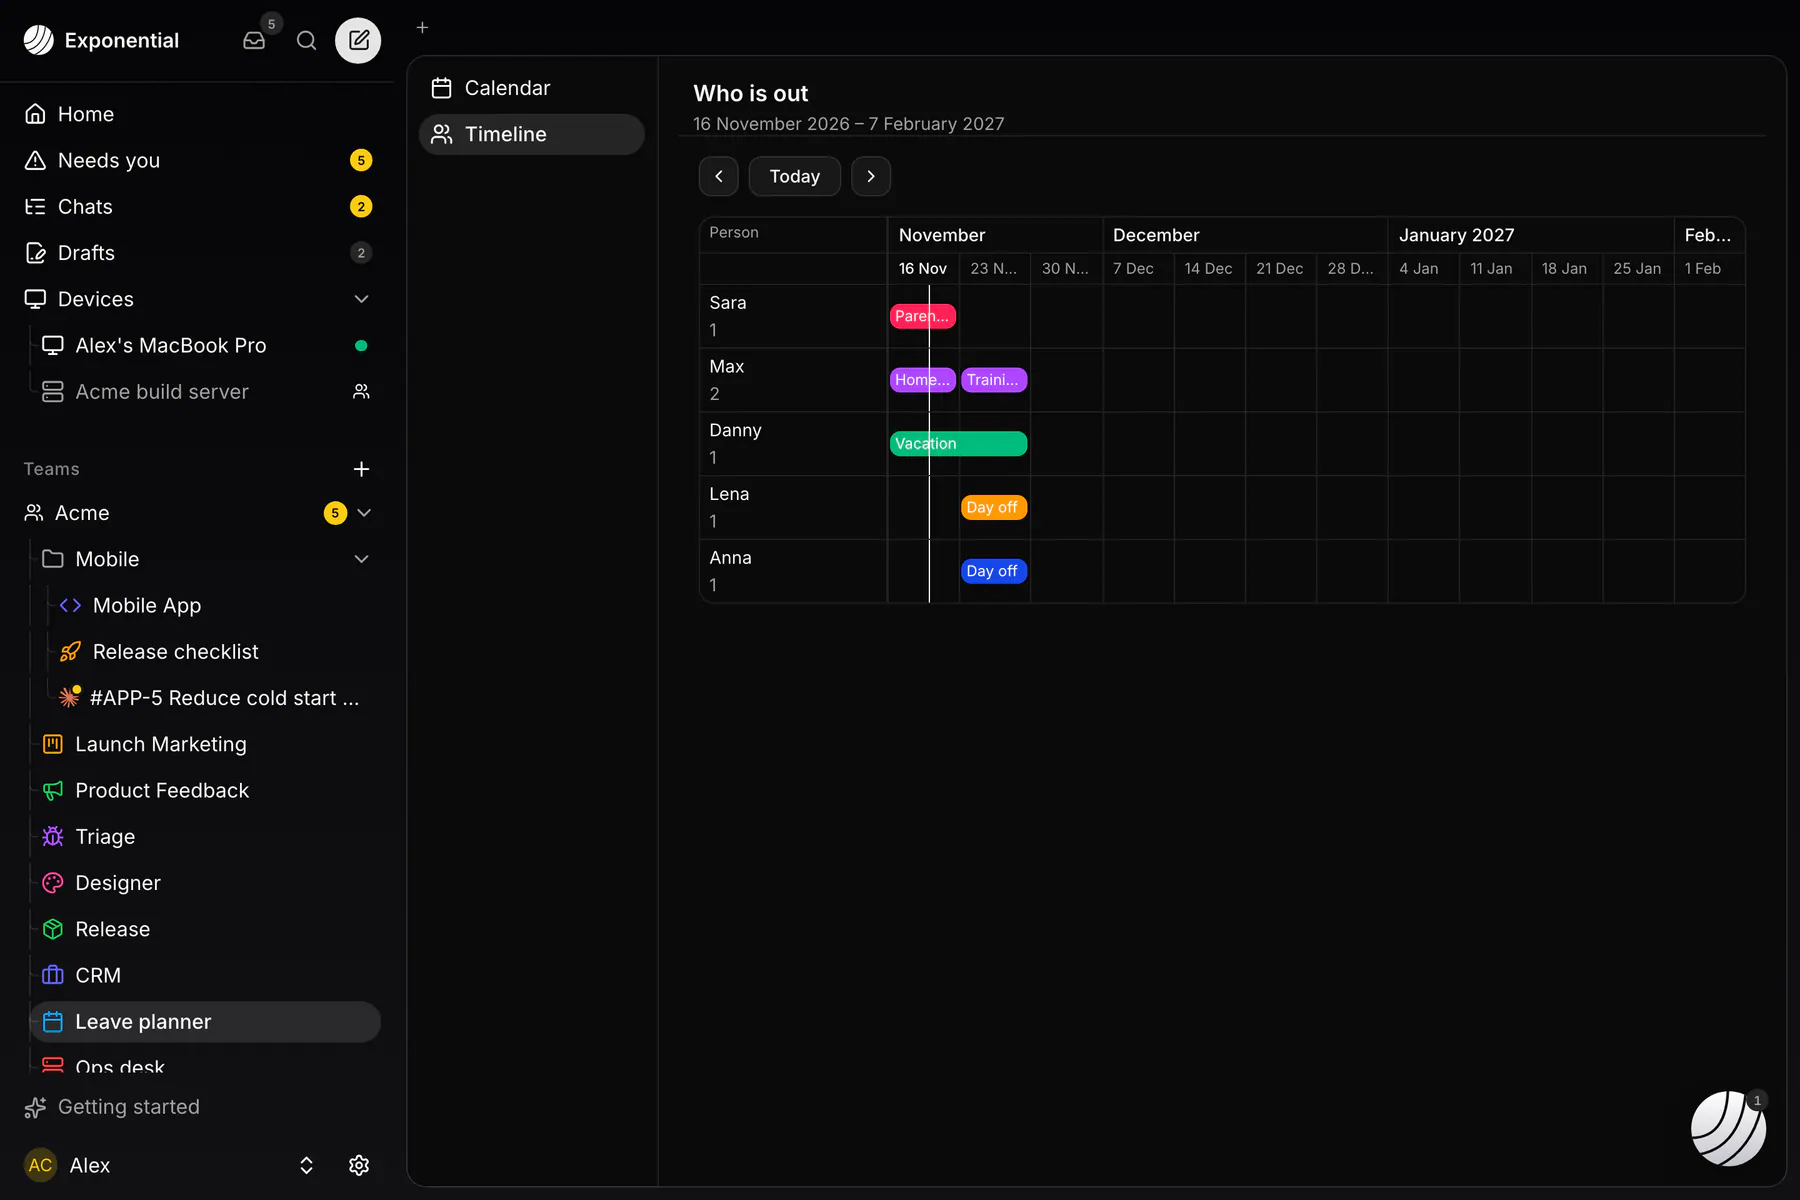 Exponential
5
Home
Needs you
5
Chats
2
Drafts
2
Devices
Alex's MacBook Pro
Acme build server
Teams
Acme
5
Mobile
Mobile App
Release checklist
#APP-5 Reduce cold start ...
Launch Marketing
Product Feedback
Triage
Designer
Release
CRM
Leave planner
Ops desk
Getting started
AC
Alex
Calendar
Timeline
Who is out
16 November 2026 – 7 February 2027
Today
Person
November
December
January 2027
Feb...
16 Nov
23 N...
30 N...
7 Dec
14 Dec
21 Dec
28 D...
4 Jan
11 Jan
18 Jan
25 Jan
1 Feb
Sara
1
Paren...
Max
2
Home...
Traini...
Danny
1
Vacation
Lena
1
Day off
Anna
1
Day off
1